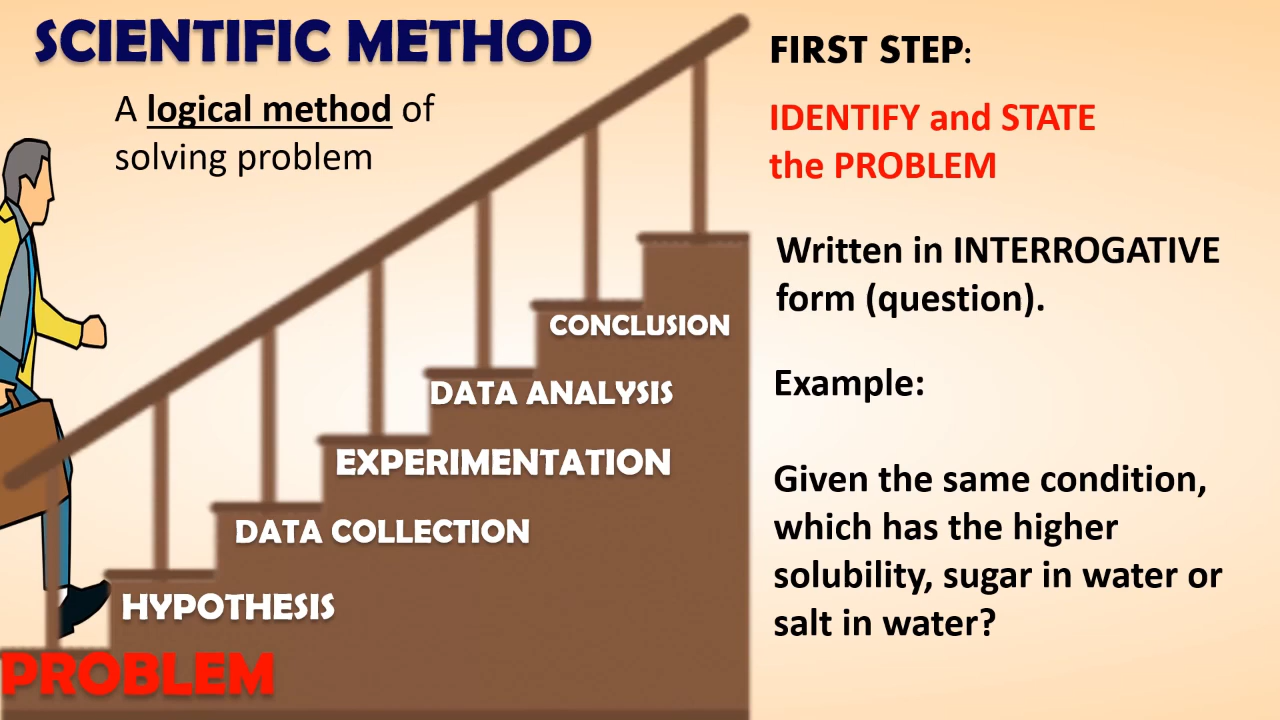 SCIENTIFIC METHOD
A logical method of
solving problem
CONCLUSION
DATA ANALYSIS
EXPERIMENTATION
DATA COLLECTION
HYPOTHESIS
PROBLEM
FIRST STEP:
IDENTIFY and STATE
the PROBLEM
Written in INTERROGATIVE
form (question).
Example:
Given the same condition,
which has the higher
solubility, sugar in water or
salt in water?